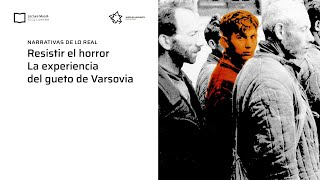 NARRATIVAS DE LO REAL
Resistir el horror
La experiencia
del gueto de Varsovia